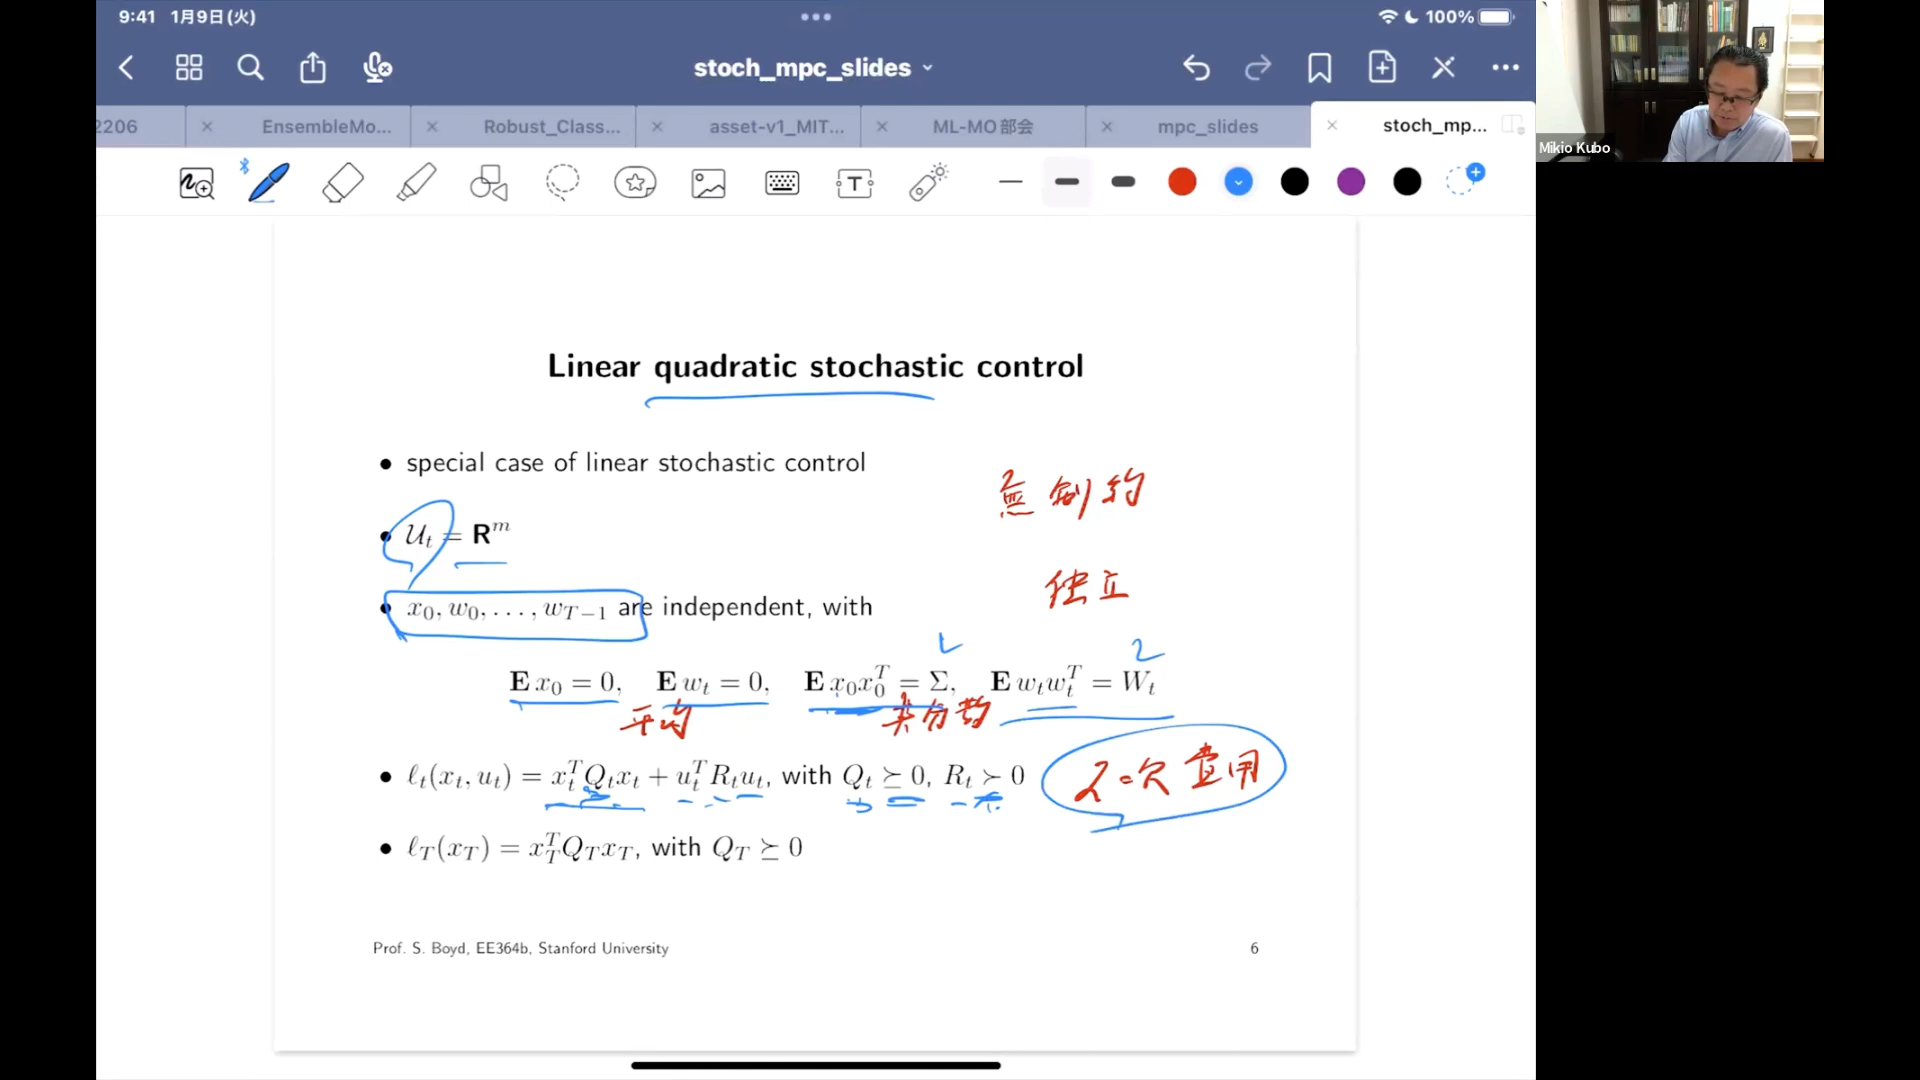 9:41 1月9日(火)
100%
stoch_mpc_slides
2206
EnsembleMo...
Robust_Class...
asset-v1_MIT...
ML-MO部会
mpc_slides
stoch_mp...
Mikio Kubo
Linear quadratic stochastic control
• special case of linear stochastic control
無制約
• 𝒰_t = R^m
独立
• x_0, w_0, . . . , w_{T−1} are independent, with
E x_0 = 0, E w_t = 0, E x_0x_0^T = Σ, E w_tw_t^T = W_t
平均 共分散
• ℓ_t(x_t, u_t) = x_t^T Q_t x_t + u_t^T R_t u_t, with Q_t ⪰ 0, R_t ≻ 0
2次費用
• ℓ_T(x_T) = x_T^T Q_T x_T, with Q_T ⪰ 0
Prof. S. Boyd, EE364b, Stanford University
6